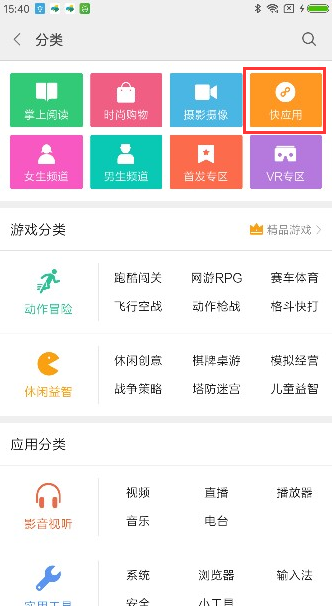 15:40
分类
掌上阅读 时尚购物 摄影摄像 快应用
女生频道 男生频道 首发专区 VR专区
游戏分类 精品游戏
跑酷闯关 网游RPG 赛车体育
动作冒险
飞行空战 动作枪战 格斗快打
休闲创意 棋牌桌游 模拟经营
休闲益智
战争策略 塔防迷宫 儿童益智
应用分类
视频 直播 播放器
影音视听
音乐 电台
系统 浏览器 输入法
实用工具
安全 小工具